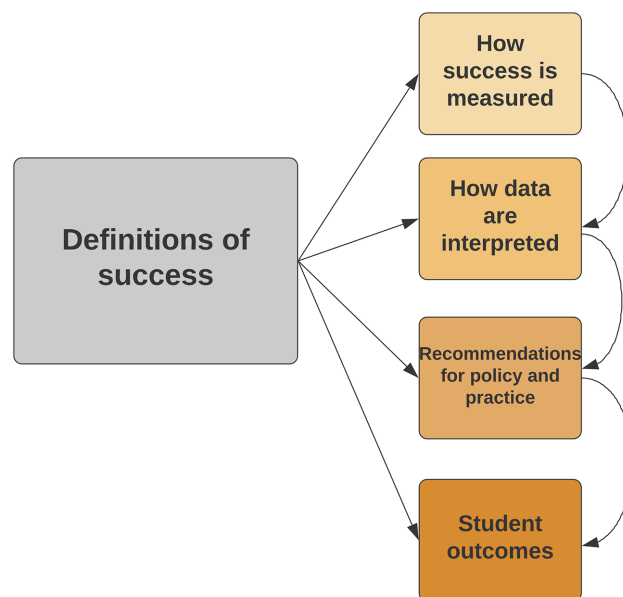 Definitions of
success
How
success is
measured
How data
are
interpreted
Recommendations
for policy and
practice
Student
outcomes